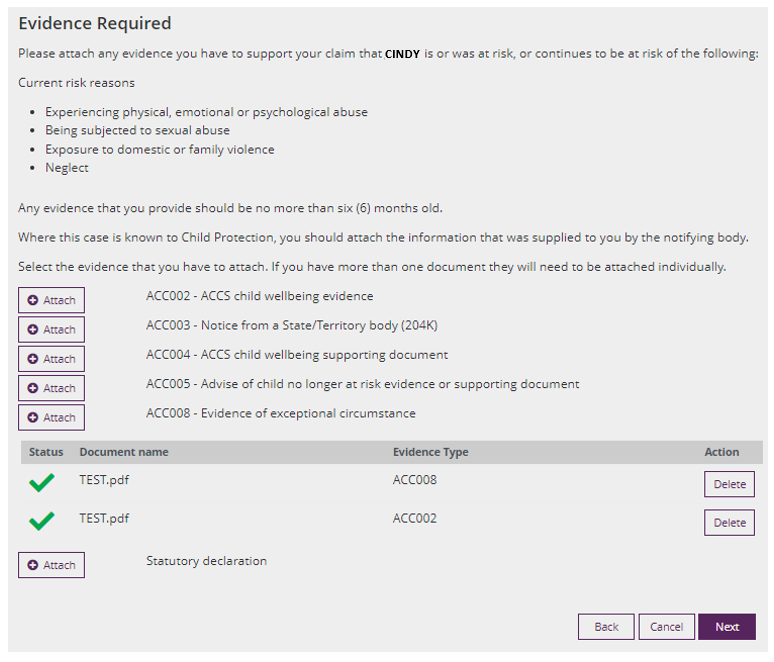 Evidence Required
Please attach any evidence you have to support your claim that CINDY is or was at risk, or continues to be at risk of the following:
Current risk reasons
• Experiencing physical, emotional or psychological abuse
• Being subjected to sexual abuse
• Exposure to domestic or family violence
• Neglect
Any evidence that you provide should be no more than six (6) months old.
Where this case is known to Child Protection, you should attach the information that was supplied to you by the notifying body.
Select the evidence that you have to attach. If you have more than one document they will need to be attached individually.
Attach ACC002 - ACCS child wellbeing evidence
Attach ACC003 - Notice from a State/Territory body (204K)
Attach ACC004 - ACCS child wellbeing supporting document
Attach ACC005 - Advise of child no longer at risk evidence or supporting document
Attach ACC008 - Evidence of exceptional circumstance
Status Document name Evidence Type Action
TEST.pdf ACC008 Delete
TEST.pdf ACC002 Delete
Attach Statutory declaration
Back Cancel Next